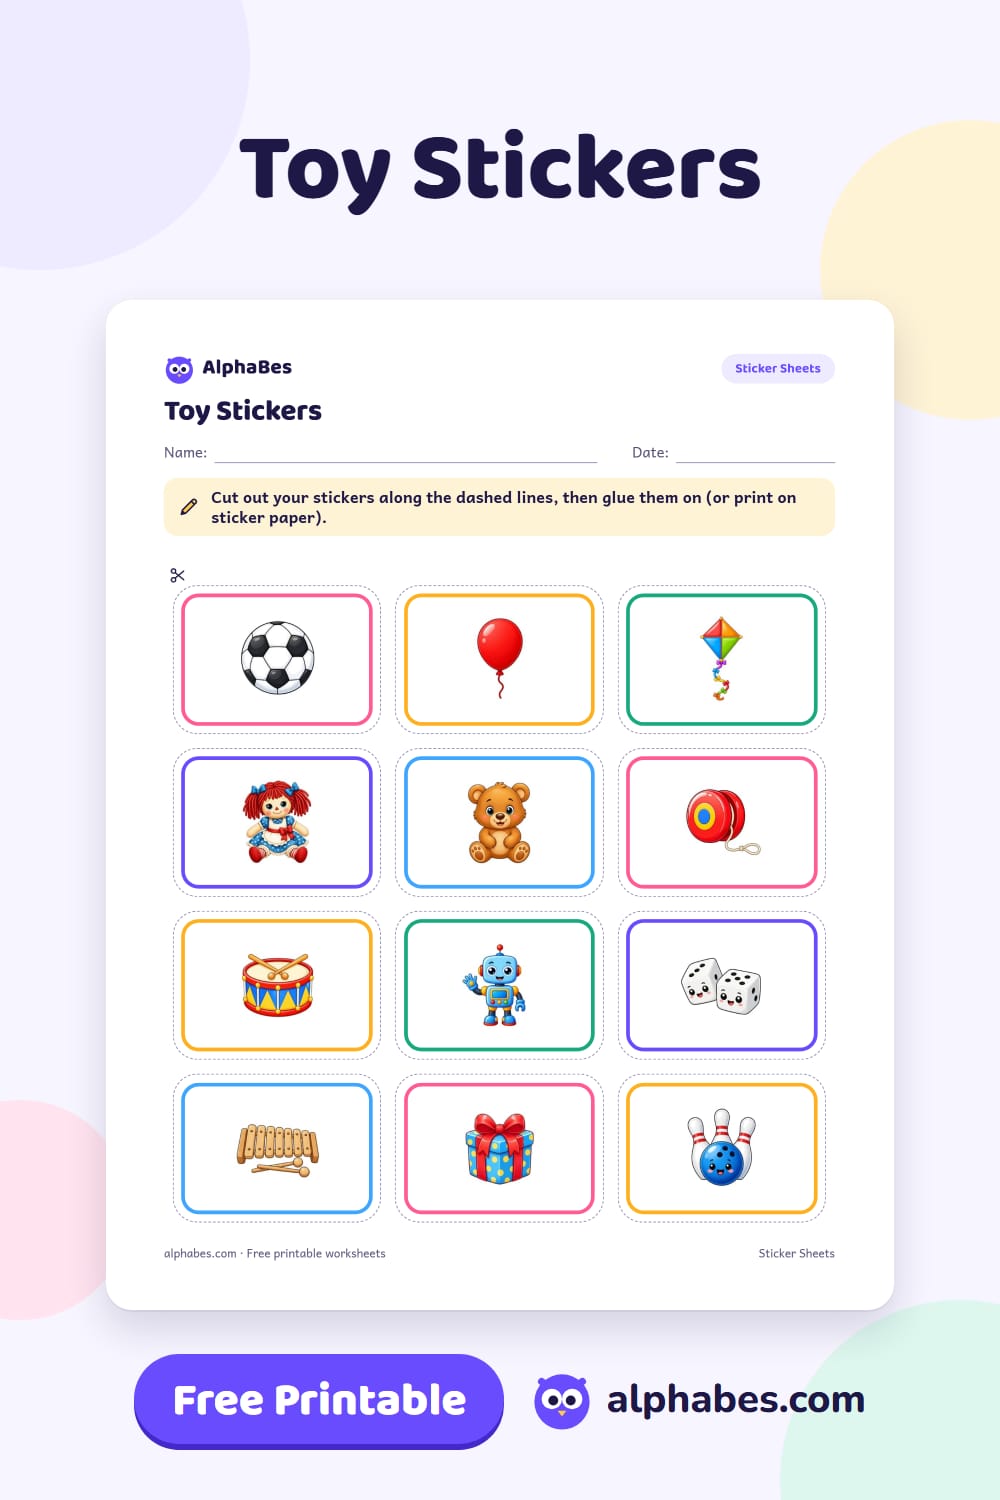 Toy Stickers
AlphaBes
Sticker Sheets
Toy Stickers
Name:
Date:
Cut out your stickers along the dashed lines, then glue them on (or print on
sticker paper).
alphabes.com · Free printable worksheets
Sticker Sheets
Free Printable
alphabes.com